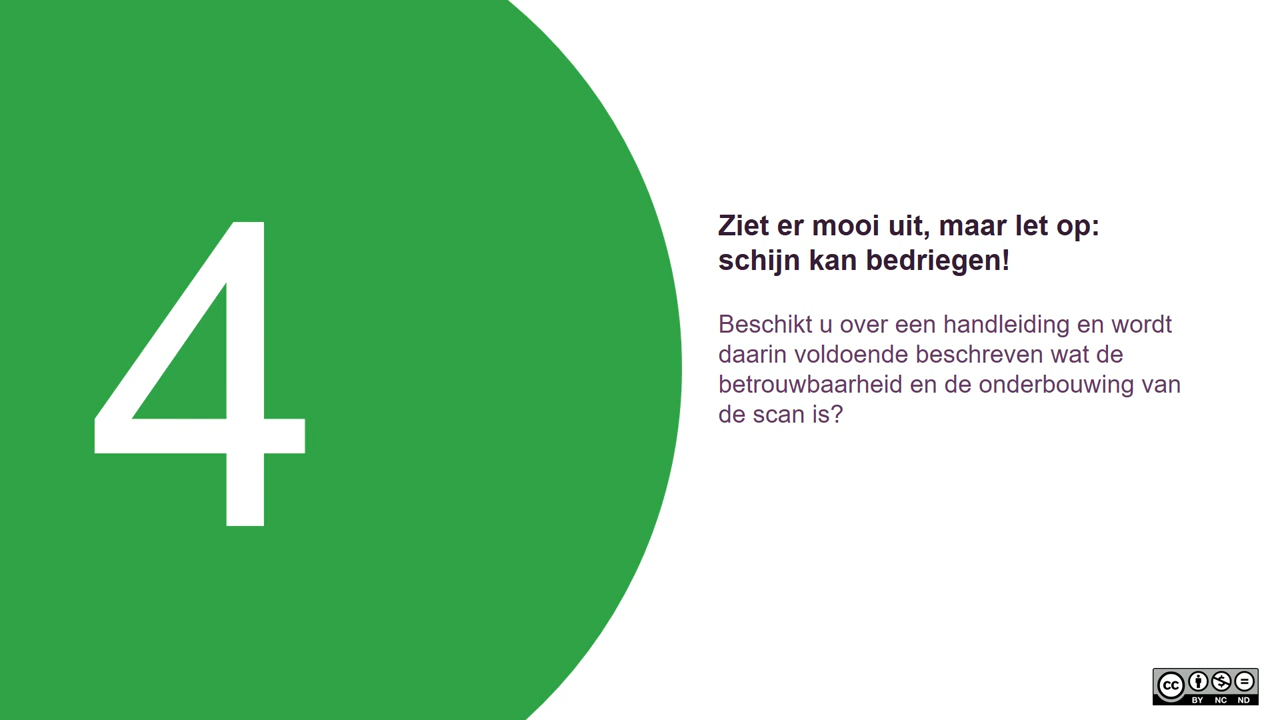 4
Ziet er mooi uit, maar let op:
schijn kan bedriegen!
Beschikt u over een handleiding en wordt
daarin voldoende beschreven wat de
betrouwbaarheid en de onderbouwing van
de scan is?
cc
BY NC ND